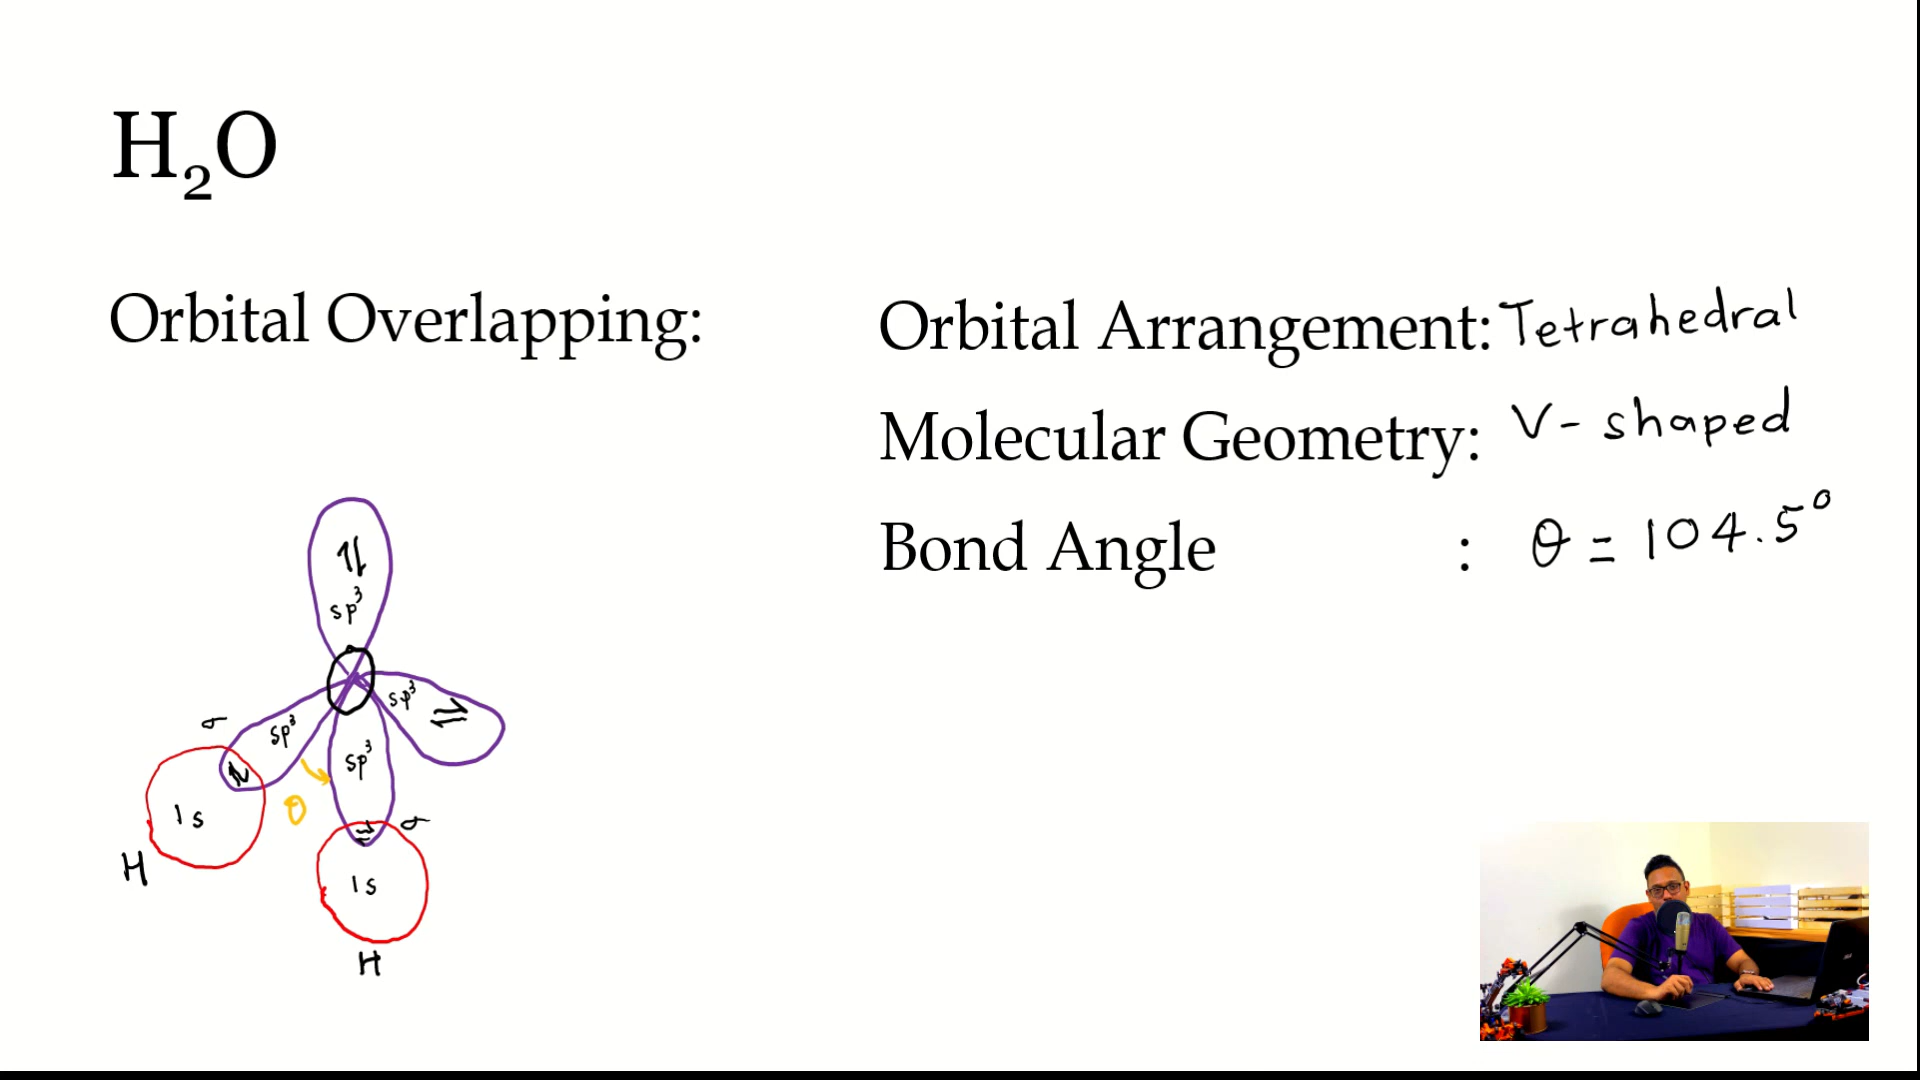 H₂O
Orbital Overlapping:
Orbital Arrangement: Tetrahedral
Molecular Geometry: V-shaped
Bond Angle : θ = 104.5°
⥮
sp³
sp³ ⇌
σ sp³
sp³
⥮
1s
θ
⇌ σ
1s
H
H